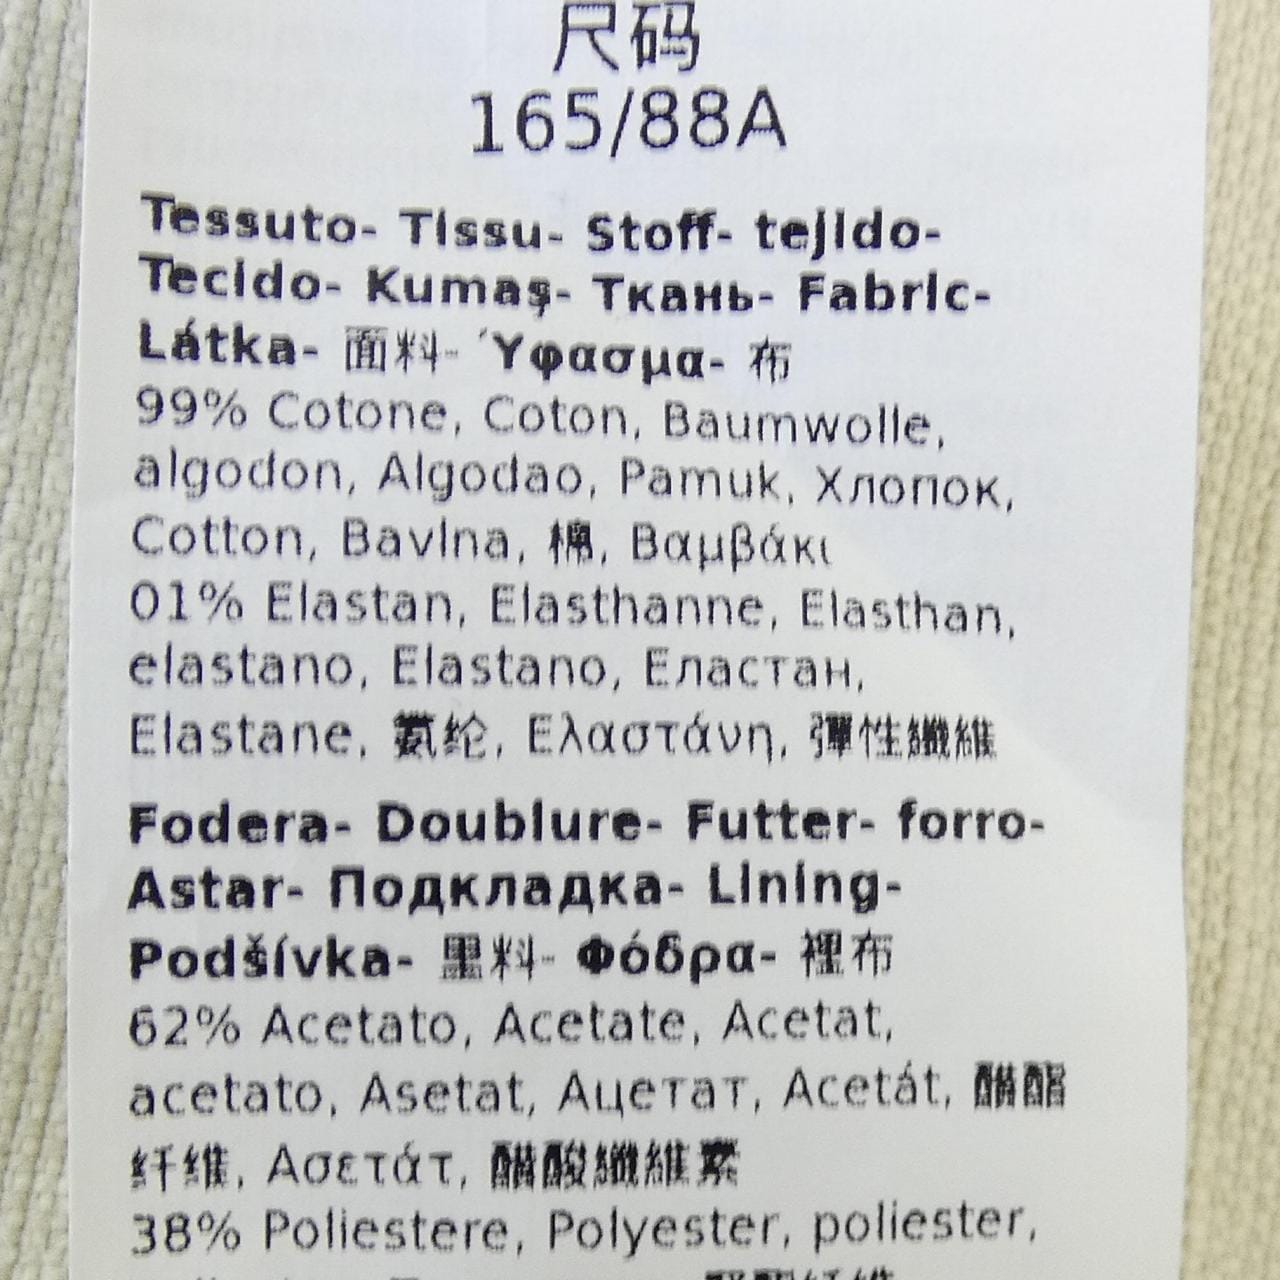 尺码
165/88A
Tessuto- Tissu- Stoff- tejido-
Tecido- Kumaş- Ткань- Fabric-
Látka- 面料- Ύφασμα- 布
99% Cotone, Coton, Baumwolle,
algodon, Algodao, Pamuk, Хлопок,
Cotton, Bavlna, 棉, Βαμβάκι
01% Elastan, Elasthanne, Elasthan,
elastano, Elastano, Еластан,
Elastane, 氨纶, Ελαστάνη, 彈性纖維
Fodera- Doublure- Futter- forro-
Astar- Подкладка- Lining-
Podšívka- 里料- Φόδρα- 裡布
62% Acetato, Acetate, Acetat,
acetato, Asetat, Ацетат, Acetát, 醋酯
纤维, Ασετάτ, 醋酸纖維素
38% Poliestere, Polyester, poliester,